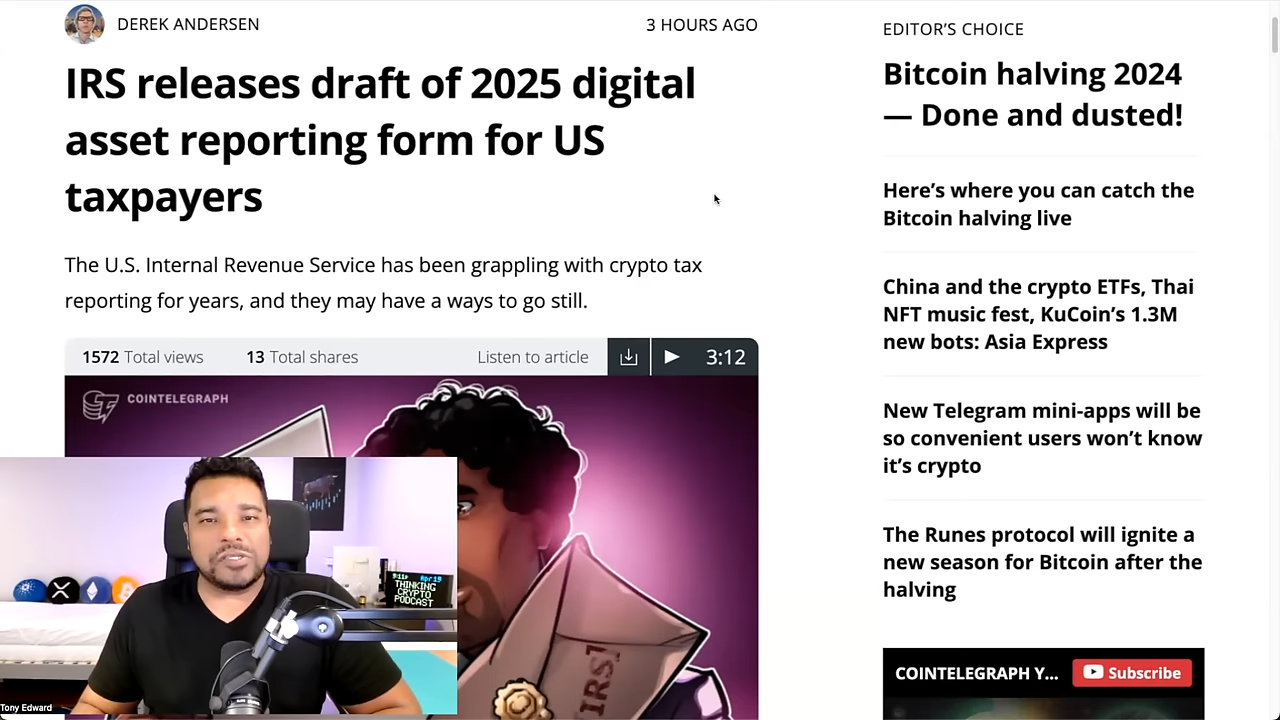 DEREK ANDERSEN
3 HOURS AGO
IRS releases draft of 2025 digital
asset reporting form for US
taxpayers
The U.S. Internal Revenue Service has been grappling with crypto tax
reporting for years, and they may have a ways to go still.
1572 Total views
13 Total shares
Listen to article
3:12
COINTELEGRAPH
[IRS]
9:11P Apr 19
THINKING
CRYPTO
PODCAST
Tony Edward
EDITOR’S CHOICE
Bitcoin halving 2024
— Done and dusted!
Here’s where you can catch the
Bitcoin halving live
China and the crypto ETFs, Thai
NFT music fest, KuCoin’s 1.3M
new bots: Asia Express
New Telegram mini-apps will be
so convenient users won’t know
it’s crypto
The Runes protocol will ignite a
new season for Bitcoin after the
halving
COINTELEGRAPH Y...
Subscribe